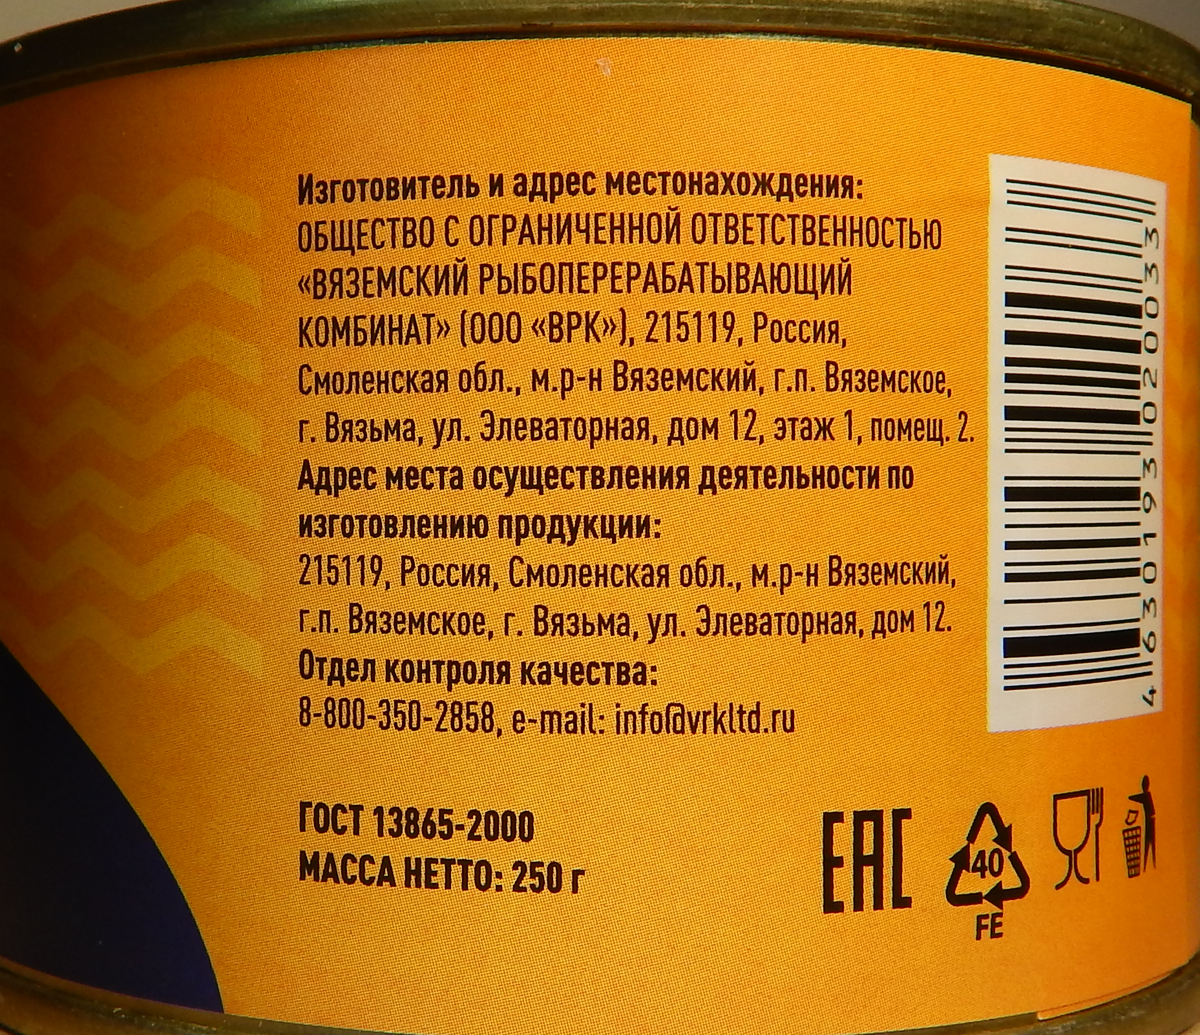 Изготовитель и адрес местонахождения:
ОБЩЕСТВО С ОГРАНИЧЕННОЙ ОТВЕТСТВЕННОСТЬЮ
«ВЯЗЕМСКИЙ РЫБОПЕРЕРАБАТЫВАЮЩИЙ
КОМБИНАТ» (ООО «ВРК»), 215119, Россия,
Смоленская обл., м.р-н Вяземский, г.п. Вяземское,
г. Вязьма, ул. Элеваторная, дом 12, этаж 1, помещ. 2.
Адрес места осуществления деятельности по
изготовлению продукции:
215119, Россия, Смоленская обл., м.р-н Вяземский,
г.п. Вяземское, г. Вязьма, ул. Элеваторная, дом 12.
Отдел контроля качества:
8-800-350-2858, e-mail: info@vrkltd.ru
ГОСТ 13865-2000
МАССА НЕТТО: 250 г
4630193020033
EAC
40
FE